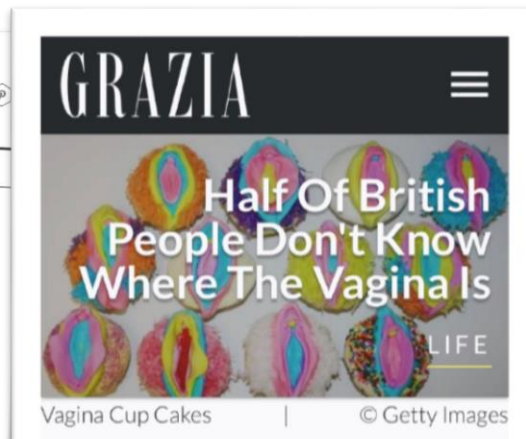 GRAZIA
Half Of British
People Don't Know
Where The Vagina Is
LIFE
Vagina Cup Cakes | © Getty Images